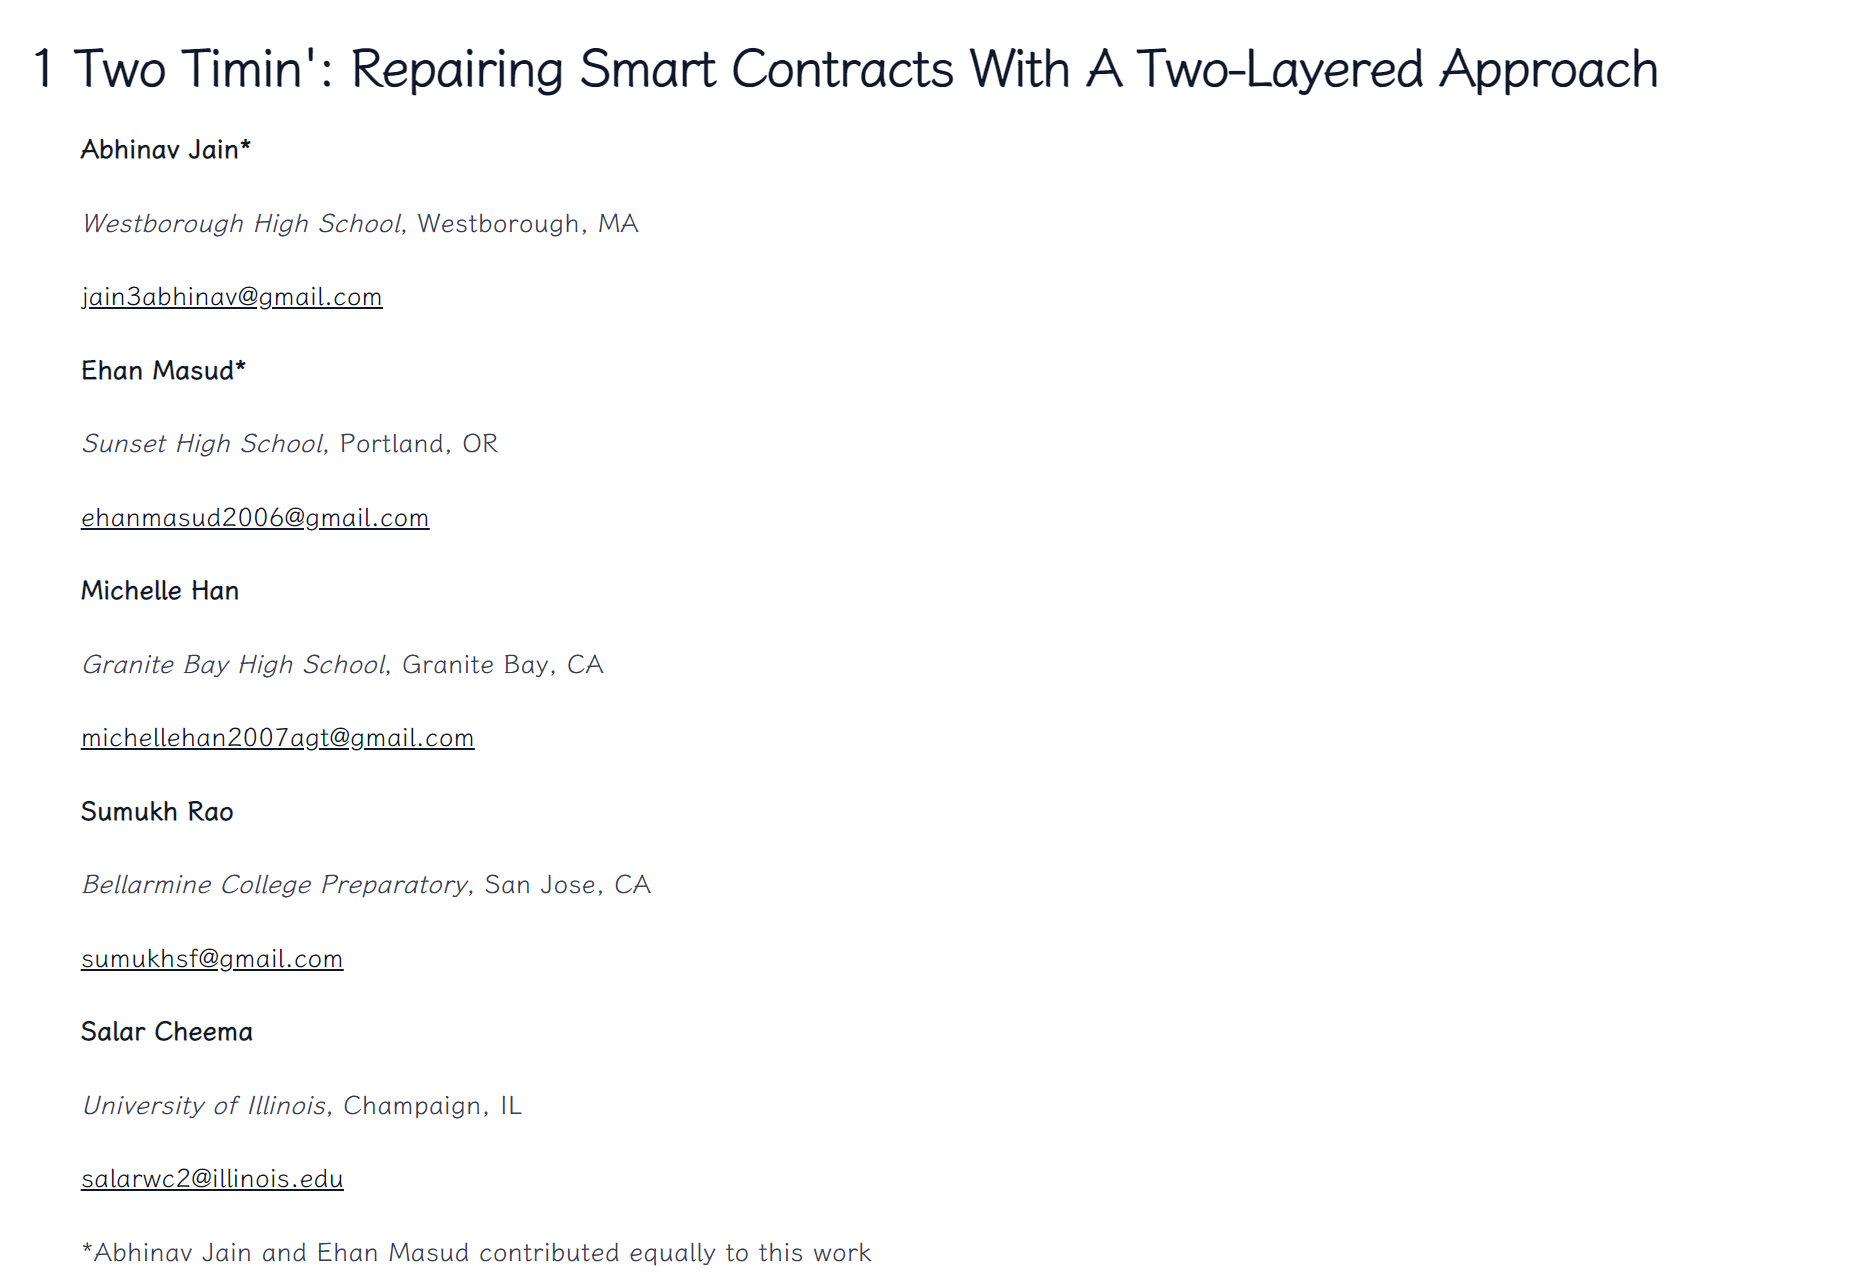 1 Two Timin': Repairing Smart Contracts With A Two-Layered Approach
Abhinav Jain*
Westborough High School, Westborough, MA
jain3abhinav@gmail.com
Ehan Masud*
Sunset High School, Portland, OR
ehanmasud2006@gmail.com
Michelle Han
Granite Bay High School, Granite Bay, CA
michellehan2007agt@gmail.com
Sumukh Rao
Bellarmine College Preparatory, San Jose, CA
sumukhsf@gmail.com
Salar Cheema
University of Illinois, Champaign, IL
salarwc2@illinois.edu
*Abhinav Jain and Ehan Masud contributed equally to this work